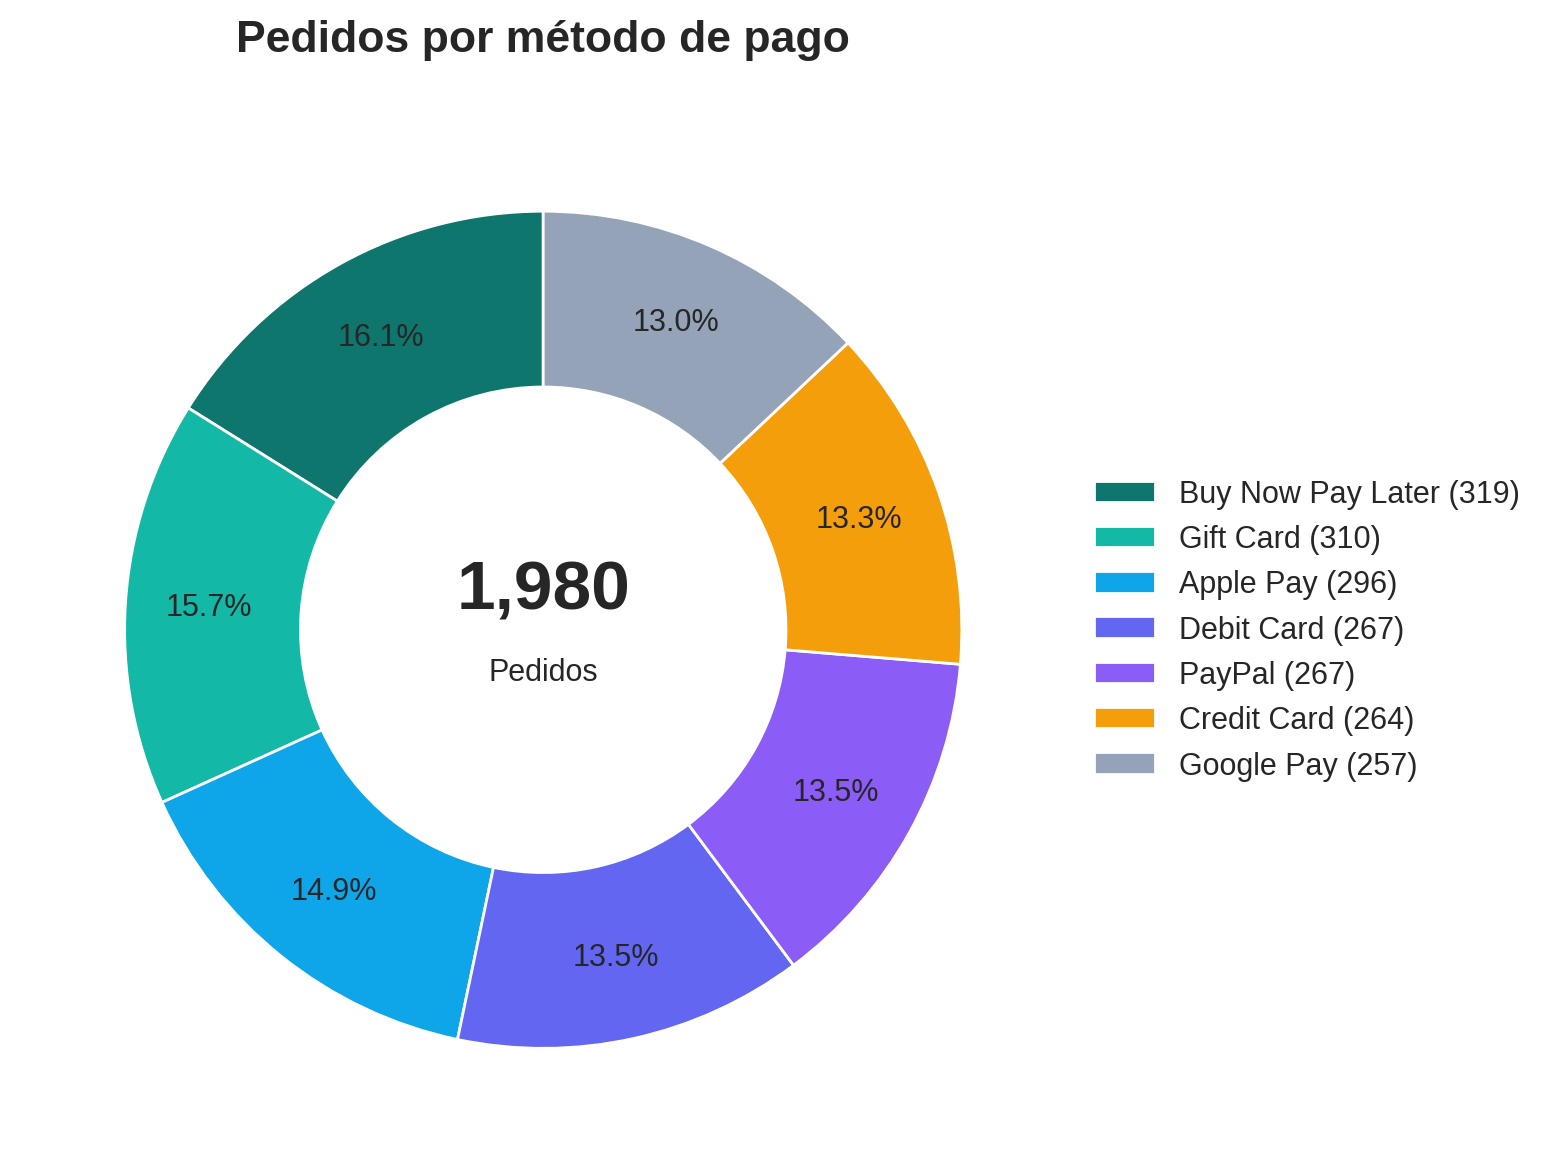 Pedidos por método de pago
16.1%
13.0%
13.3%
15.7%
1,980
Pedidos
13.5%
14.9%
13.5%
Buy Now Pay Later (319)
Gift Card (310)
Apple Pay (296)
Debit Card (267)
PayPal (267)
Credit Card (264)
Google Pay (257)